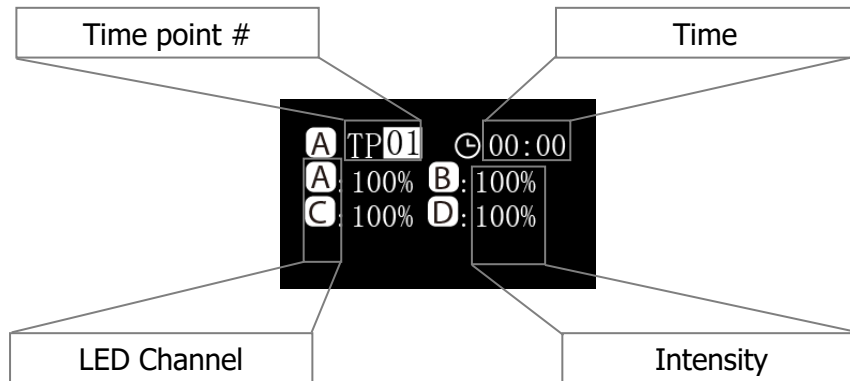 Time point # Time
A TP01 00:00
A: 100% B: 100%
C: 100% D: 100%
LED Channel Intensity